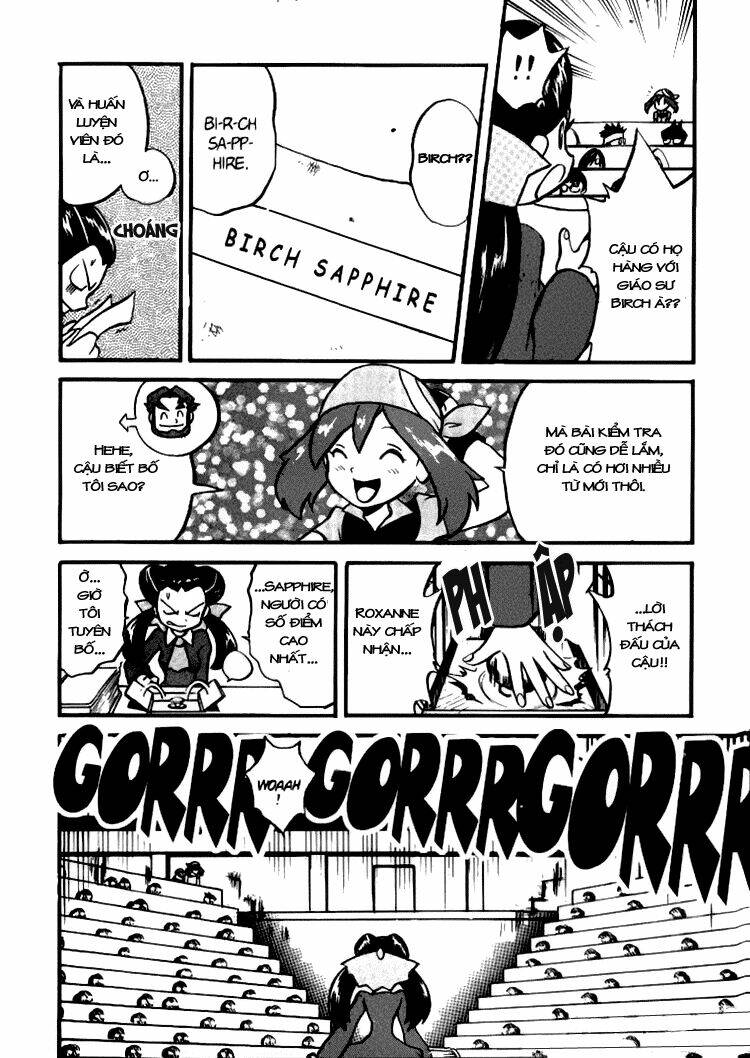 VÀ HUẤN
LUYỆN
VIÊN ĐÓ
LÀ...
Ơ...
CHOÁNG
BIRCH??
BI-R-CH
SA-PP-
HIRE.
BIRCH SAPPHIRE
!!
CẬU CÓ HỌ
HÀNG VỚI
GIÁO SƯ
BIRCH À??
HEHE,
CẬU BIẾT BỐ
TÔI SAO?
MÀ BÀI KIỂM TRA
ĐÓ CŨNG DỄ LẮM,
CHỈ LÀ CÓ HƠI NHIỀU
TỪ MỚI THÔI.
Ờ...
GIỜ
TÔI
TUYÊN
BỐ...
...SAPPHIRE,
NGƯỜI CÓ
SỐ ĐIỂM
CAO
NHẤT...
ROXANNE
NÀY CHẤP
NHẬN...
PHẬP
...LỜI
THÁCH
ĐẤU CỦA
CẬU!!
GORRR
WOAAH
!
GORRR
GORRR